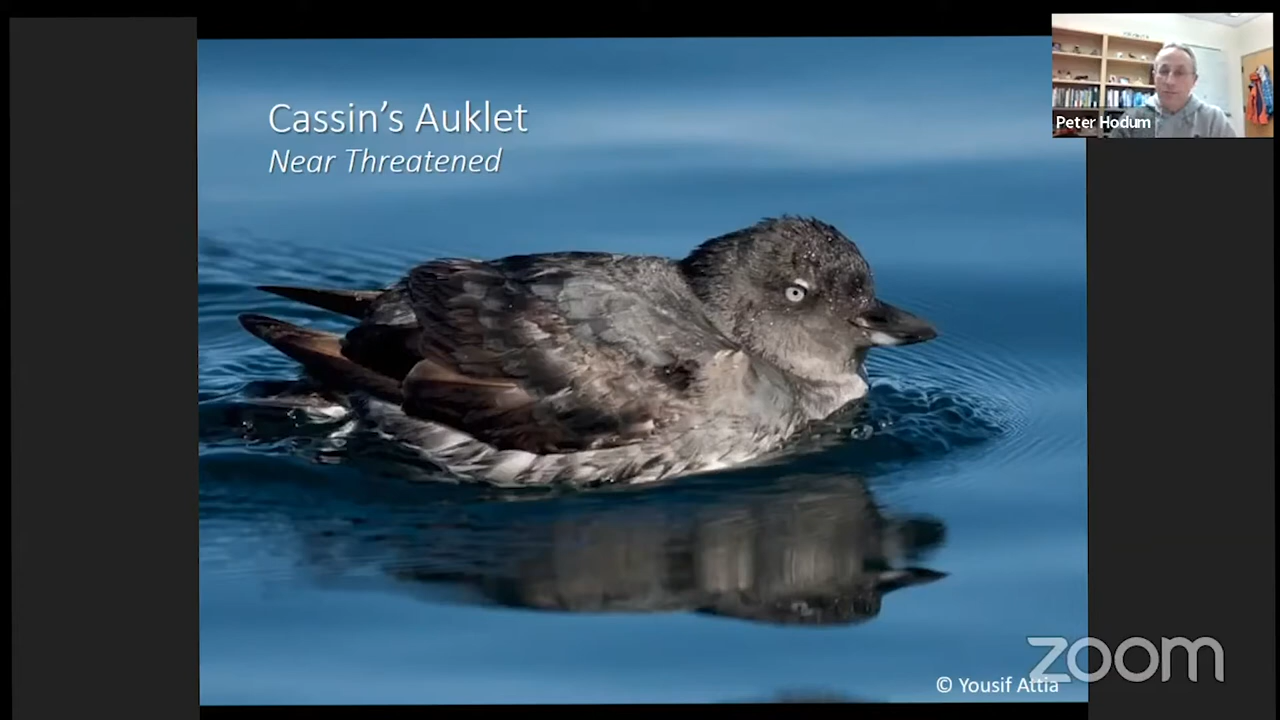 Cassin's Auklet
Near Threatened
Peter Hodum
zoom
© Yousif Attia